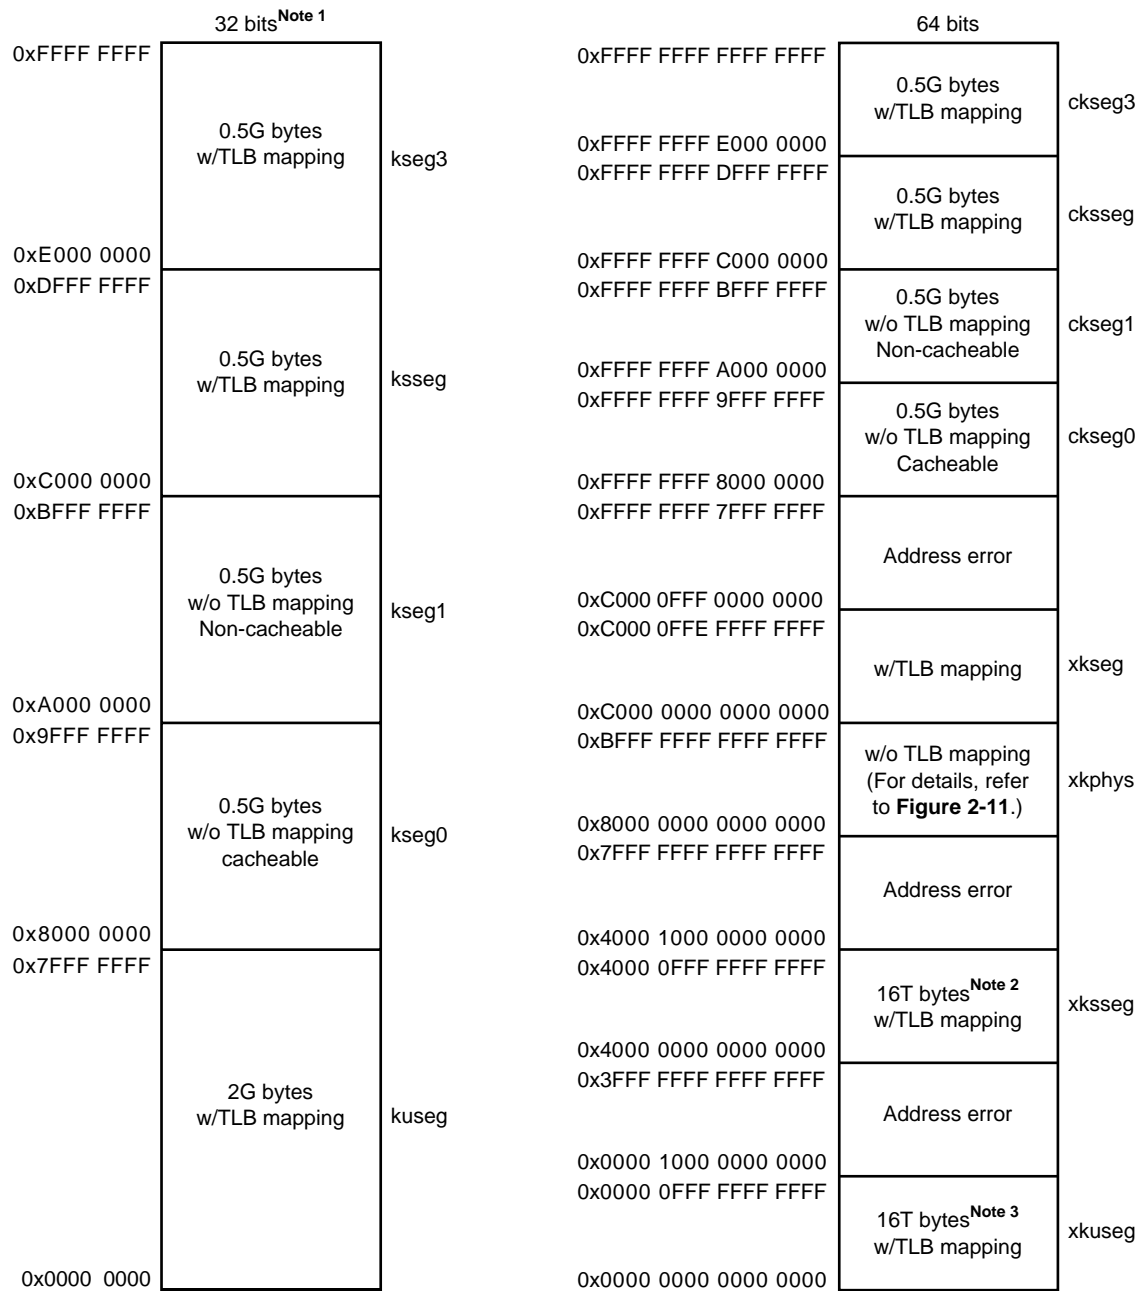 32 bitsNote 1
0xFFFF FFFF
0.5G bytes
w/TLB mapping
kseg3
0xE000 0000
0xDFFF FFFF
0.5G bytes
w/TLB mapping
ksseg
0xC000 0000
0xBFFF FFFF
0.5G bytes
w/o TLB mapping
Non-cacheable
kseg1
0xA000 0000
0x9FFF FFFF
0.5G bytes
w/o TLB mapping
cacheable
kseg0
0x8000 0000
0x7FFF FFFF
2G bytes
w/TLB mapping
kuseg
0x0000 0000
64 bits
0xFFFF FFFF FFFF FFFF
0.5G bytes
w/TLB mapping
ckseg3
0xFFFF FFFF E000 0000
0xFFFF FFFF DFFF FFFF
0.5G bytes
w/TLB mapping
cksseg
0xFFFF FFFF C000 0000
0xFFFF FFFF BFFF FFFF
0.5G bytes
w/o TLB mapping
Non-cacheable
ckseg1
0xFFFF FFFF A000 0000
0xFFFF FFFF 9FFF FFFF
0.5G bytes
w/o TLB mapping
Cacheable
ckseg0
0xFFFF FFFF 8000 0000
0xFFFF FFFF 7FFF FFFF
Address error
0xC000 0FFF 0000 0000
0xC000 0FFE FFFF FFFF
w/TLB mapping
xkseg
0xC000 0000 0000 0000
0xBFFF FFFF FFFF FFFF
w/o TLB mapping
(For details, refer
to Figure 2-11.)
xkphys
0x8000 0000 0000 0000
0x7FFF FFFF FFFF FFFF
Address error
0x4000 1000 0000 0000
0x4000 0FFF FFFF FFFF
16T bytesNote 2
w/TLB mapping
xksseg
0x4000 0000 0000 0000
0x3FFF FFFF FFFF FFFF
Address error
0x0000 1000 0000 0000
0x0000 0FFF FFFF FFFF
16T bytesNote 3
w/TLB mapping
xkuseg
0x0000 0000 0000 0000